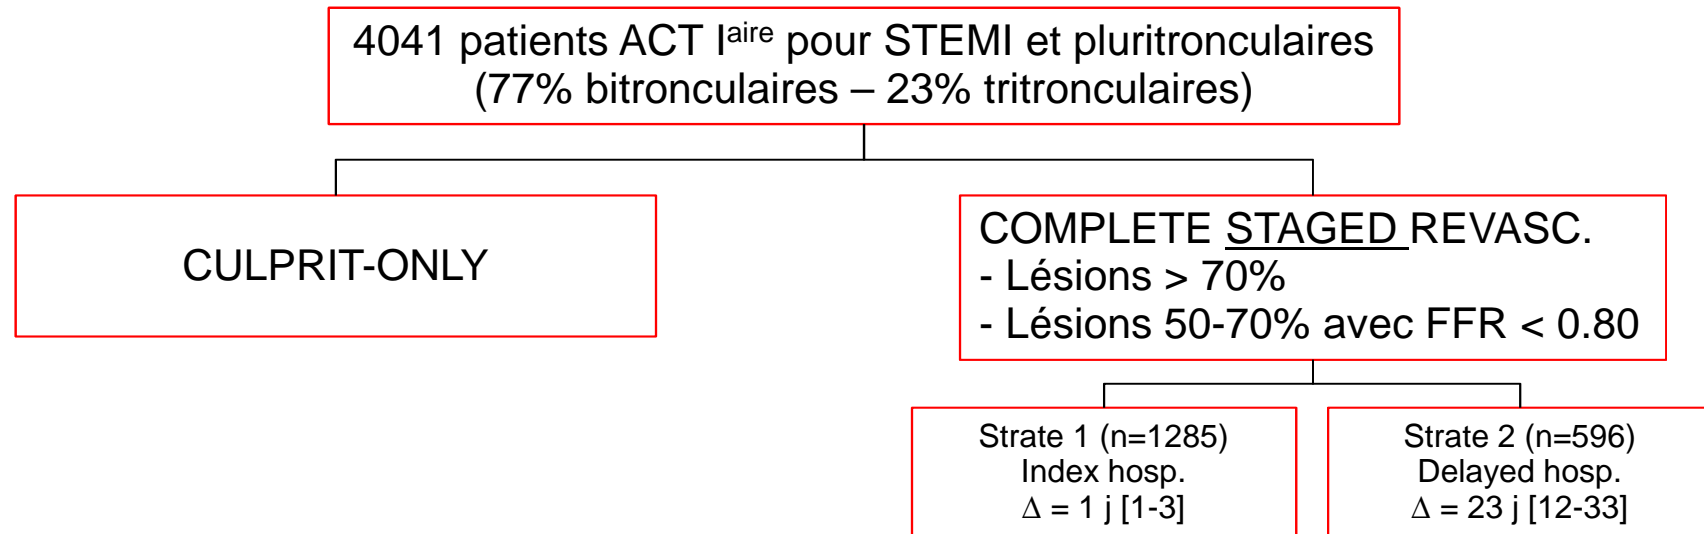 4041 patients ACT Iaire pour STEMI et pluritronculaires
(77% bitronculaires – 23% tritronculaires)
CULPRIT-ONLY
COMPLETE STAGED REVASC.
- Lésions > 70%
- Lésions 50-70% avec FFR < 0.80
Strate 1 (n=1285)
Index hosp.
Δ = 1 j [1-3]
Strate 2 (n=596)
Delayed hosp.
Δ = 23 j [12-33]